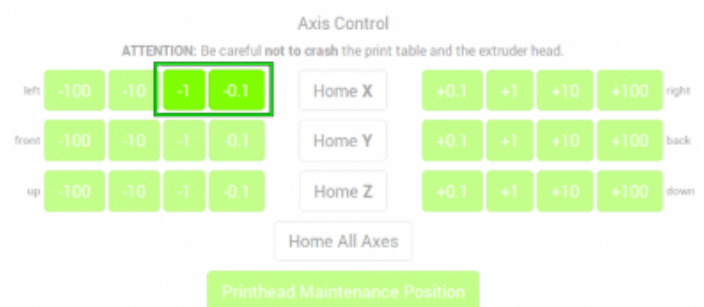 Axis Control
ATTENTION: Be careful not to crash the print table and the extruder head.
left -100 -10 -1 -0.1 Home X +0.1 +1 +10 +100 right
front -100 -10 -1 -0.1 Home Y +0.1 +1 +10 +100 back
up -100 -10 -1 -0.1 Home Z +0.1 +1 +10 +100 down
Home All Axes
Printhead Maintenance Position